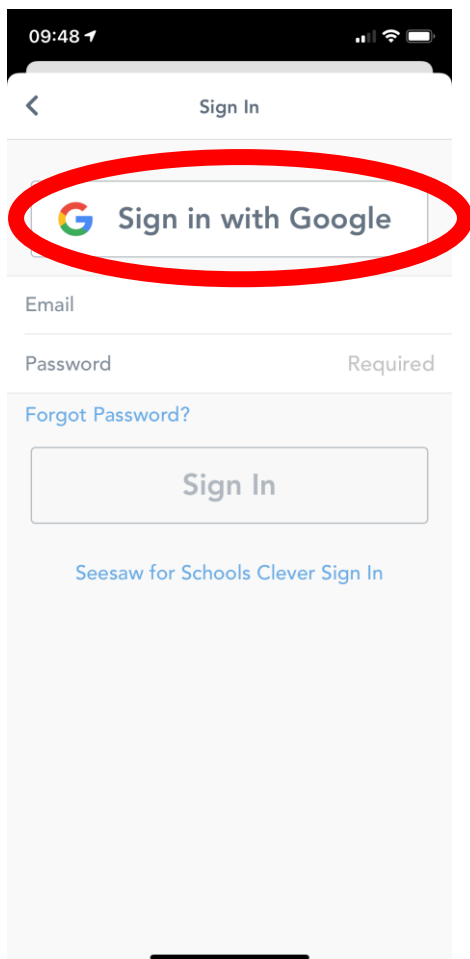 09:48
Sign In
Sign in with Google
Email
Password Required
Forgot Password?
Sign In
Seesaw for Schools Clever Sign In